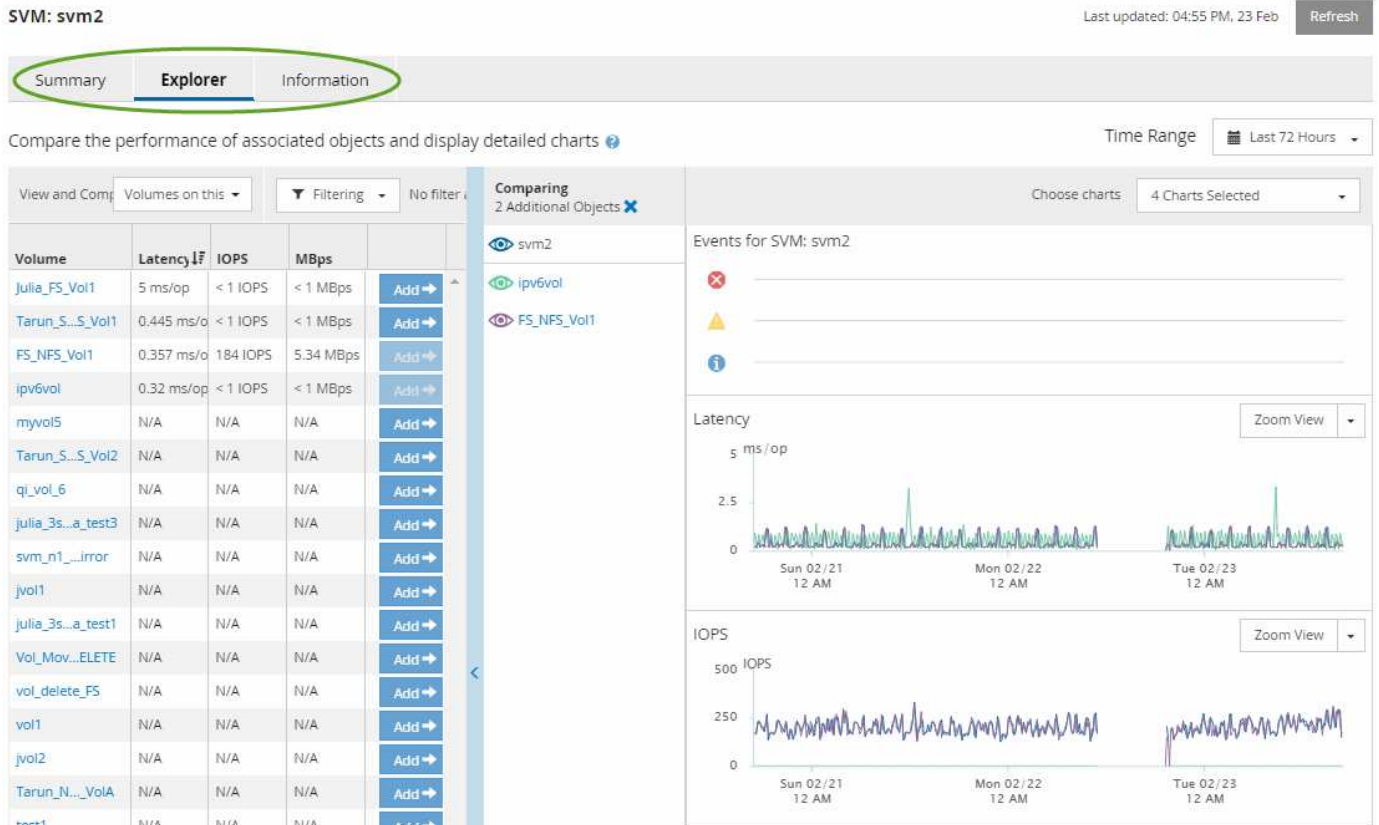 SVM: svm2
Last updated: 04:55 PM, 23 Feb Refresh
Summary Explorer Information
Compare the performance of associated objects and display detailed charts ?
Time Range Last 72 Hours
View and Comp Volumes on this Filtering No filter
Volume Latency IOPS MBps
Julia_FS_Vol1 5 ms/op < 1 IOPS < 1 MBps Add
Tarun_S...S_Vol1 0.445 ms/o < 1 IOPS < 1 MBps Add
FS_NFS_Vol1 0.357 ms/o 184 IOPS 5.34 MBps Add
ipv6vol 0.32 ms/op < 1 IOPS < 1 MBps Add
myvol5 N/A N/A N/A Add
Tarun_S...S_Vol2 N/A N/A N/A Add
qi_vol_6 N/A N/A N/A Add
julia_3s...a_test3 N/A N/A N/A Add
svm_n1_...irror N/A N/A N/A Add
jvol1 N/A N/A N/A Add
julia_3s...a_test1 N/A N/A N/A Add
Vol_Mov...ELETE N/A N/A N/A Add
vol_delete_FS N/A N/A N/A Add
vol1 N/A N/A N/A Add
jvol2 N/A N/A N/A Add
Tarun_N..._VolA N/A N/A N/A Add
test1 N/A N/A N/A Add
Comparing
2 Additional Objects
svm2
ipv6vol
FS_NFS_Vol1
Choose charts 4 Charts Selected
Events for SVM: svm2
Latency Zoom View
5 ms/op
2.5
0
Sun 02/21 Mon 02/22 Tue 02/23
12 AM 12 AM 12 AM
IOPS Zoom View
500 IOPS
250
0
Sun 02/21 Mon 02/22 Tue 02/23
12 AM 12 AM 12 AM